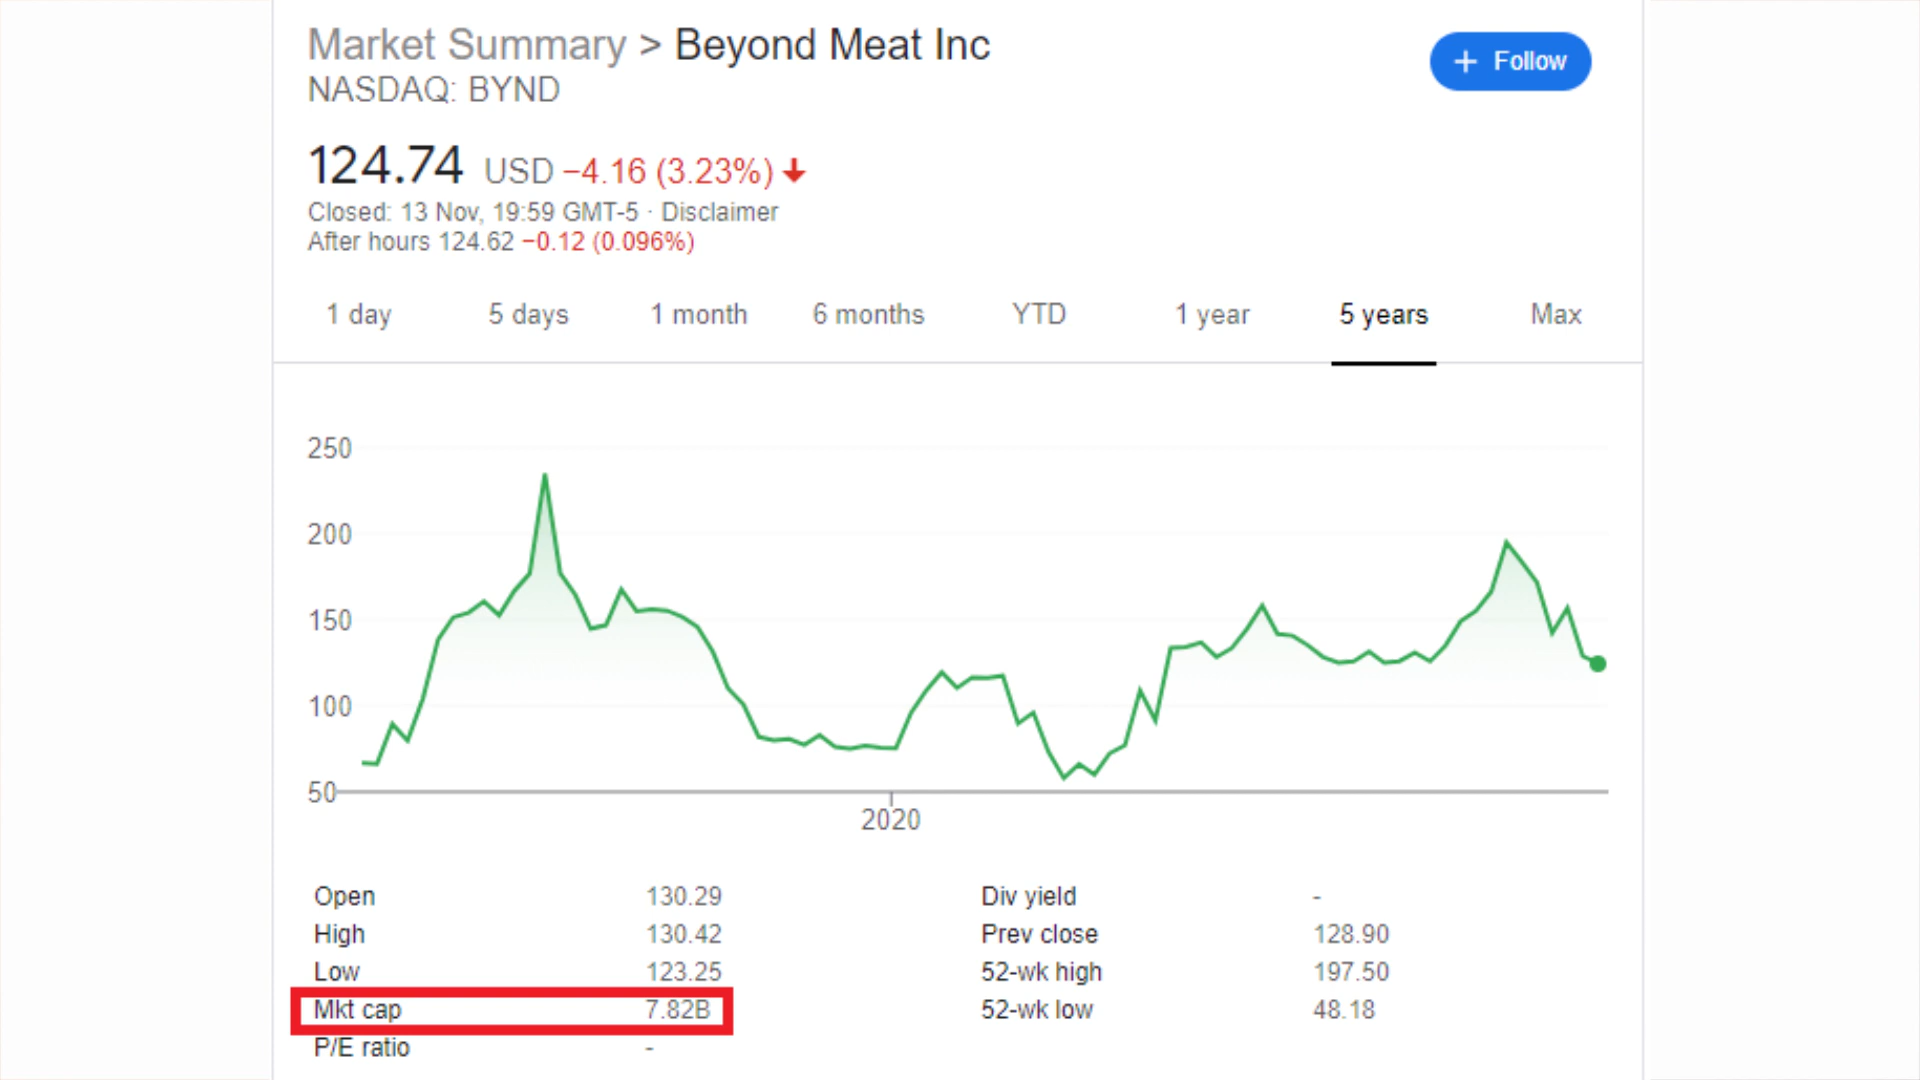 Market Summary > Beyond Meat Inc
NASDAQ: BYND
+ Follow
124.74 USD −4.16 (3.23%)
Closed: 13 Nov, 19:59 GMT-5 · Disclaimer
After hours 124.62 −0.12 (0.096%)
1 day 5 days 1 month 6 months YTD 1 year 5 years Max
250
200
150
100
50
2020
Open 130.29 Div yield -
High 130.42 Prev close 128.90
Low 123.25 52-wk high 197.50
Mkt cap 7.82B 52-wk low 48.18
P/E ratio -